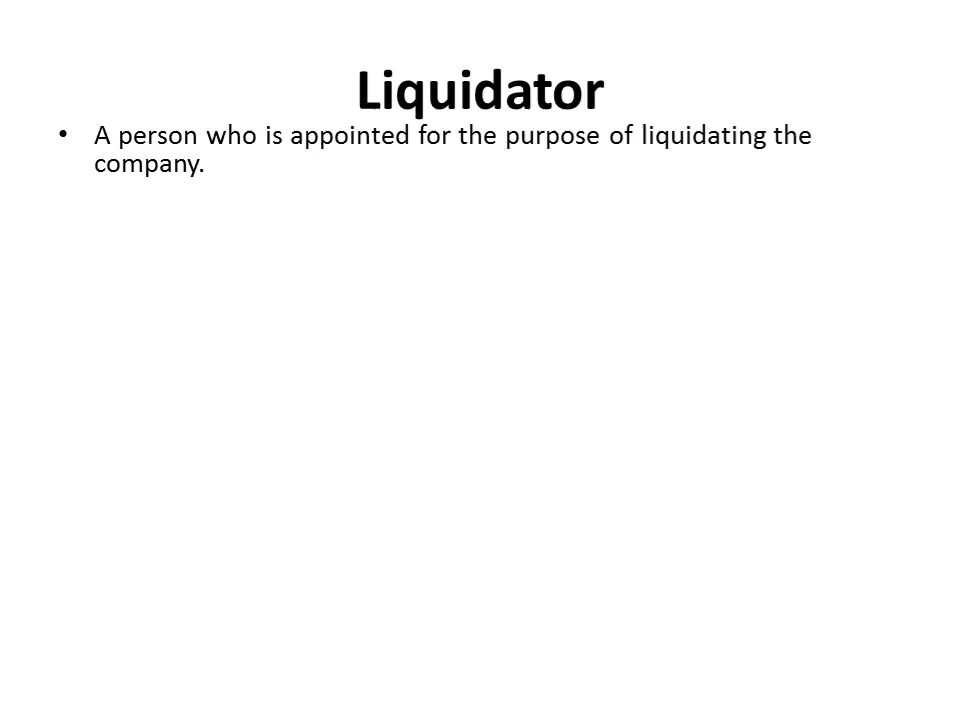 Liquidator
• A person who is appointed for the purpose of liquidating the
company.